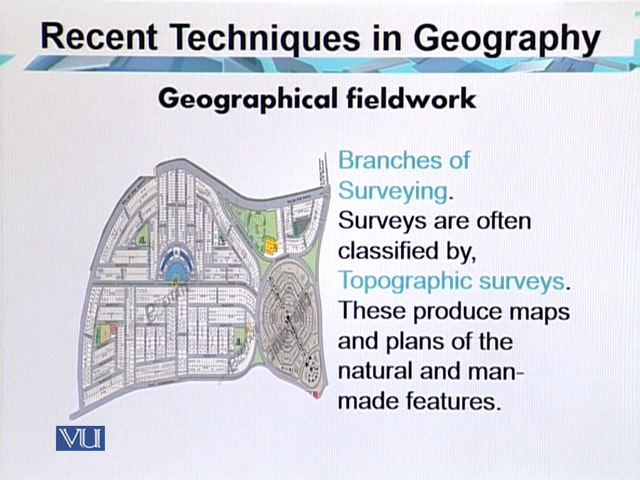 Recent Techniques in Geography
Geographical fieldwork
Branches of
Surveying.
Surveys are often
classified by,
Topographic surveys.
These produce maps
and plans of the
natural and man-
made features.
VU